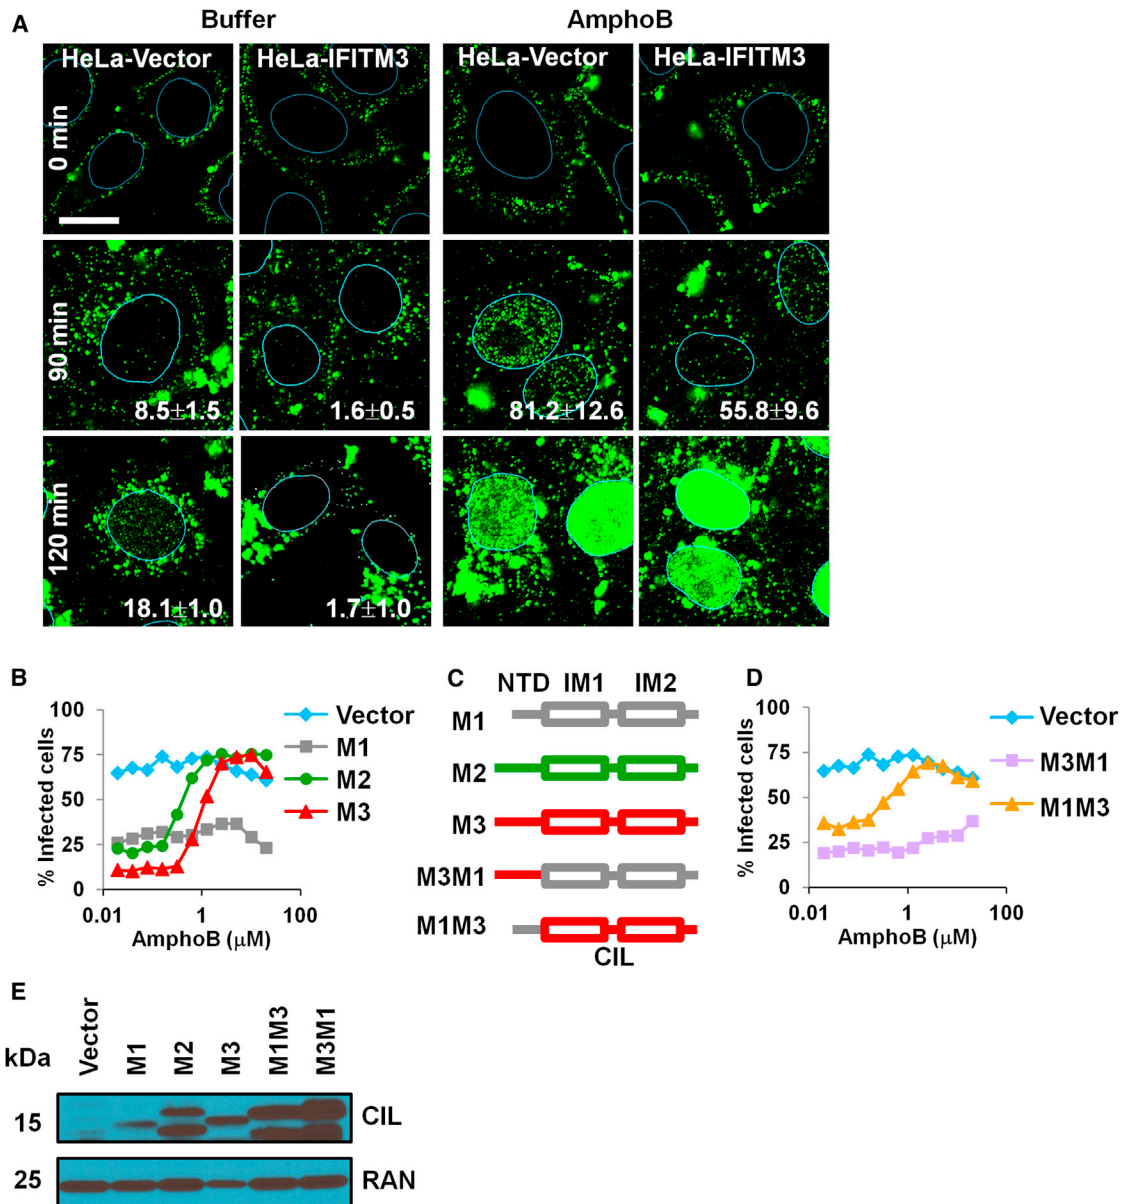 A
Buffer
AmphoB
HeLa-Vector
HeLa-IFITM3
HeLa-Vector
HeLa-IFITM3
0 min
90 min
8.5±1.5
1.6±0.5
81.2±12.6
55.8±9.6
120 min
18.1±1.0
1.7±1.0
B
% Infected cells
100
75
50
25
0
0.01
1
100
AmphoB (µM)
Vector
M1
M2
M3
C
NTD IM1 IM2
M1
M2
M3
M3M1
M1M3
CIL
D
% Infected cells
100
75
50
25
0
0.01
1
100
AmphoB (µM)
Vector
M3M1
M1M3
E
kDa
Vector
M1
M2
M3
M1M3
M3M1
15
CIL
25
RAN